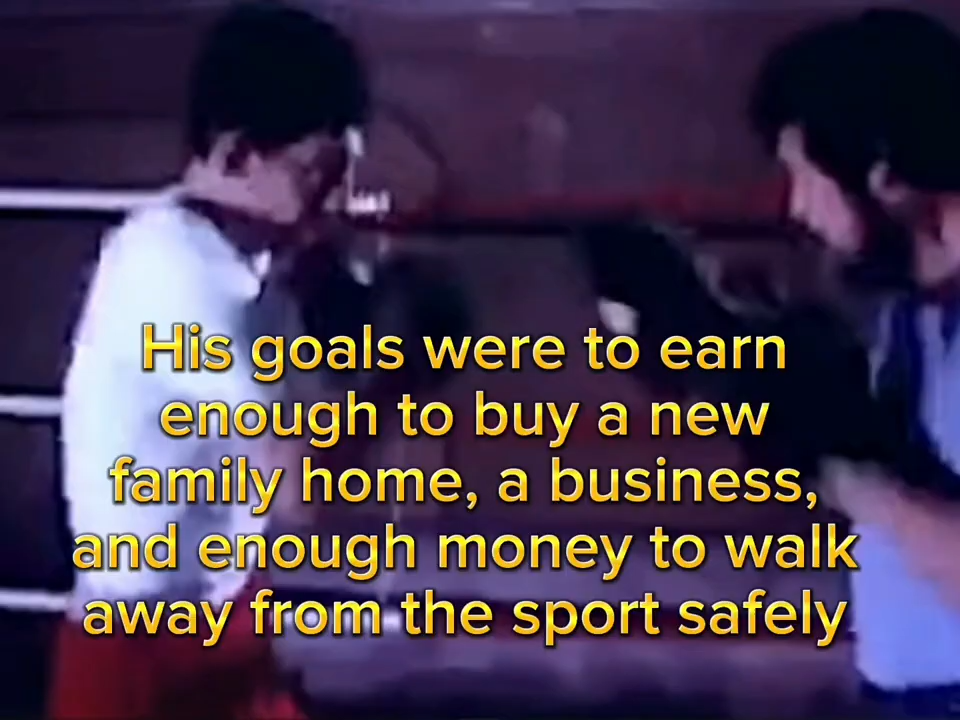 His goals were to earn
enough to buy a new
family home, a business,
and enough money to walk
away from the sport safely